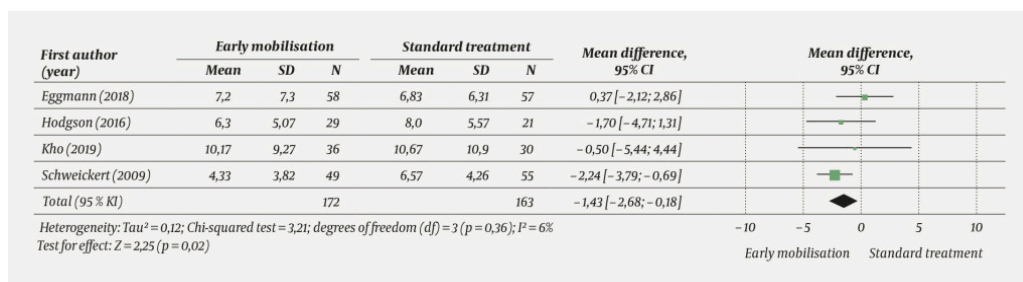 First author (year) Early mobilisation Standard treatment Mean difference, 95% CI Mean difference, 95% CI
Mean SD N Mean SD N
Eggmann (2018) 7,2 7,3 58 6,83 6,31 57 0,37 [−2,12; 2,86]
Hodgson (2016) 6,3 5,07 29 8,0 5,57 21 −1,70 [−4,71; 1,31]
Kho (2019) 10,17 9,27 36 10,67 10,9 30 −0,50 [−5,44; 4,44]
Schweickert (2009) 4,33 3,82 49 6,57 4,26 55 −2,24 [−3,79; −0,69]
Total (95 % KI) 172 163 −1,43 [−2,68; −0,18]
Heterogeneity: Tau² = 0,12; Chi-squared test = 3,21; degrees of freedom (df) = 3 (p = 0,36); I² = 6%
Test for effect: Z = 2,25 (p = 0,02)
−10 −5 0 5 10
Early mobilisation Standard treatment